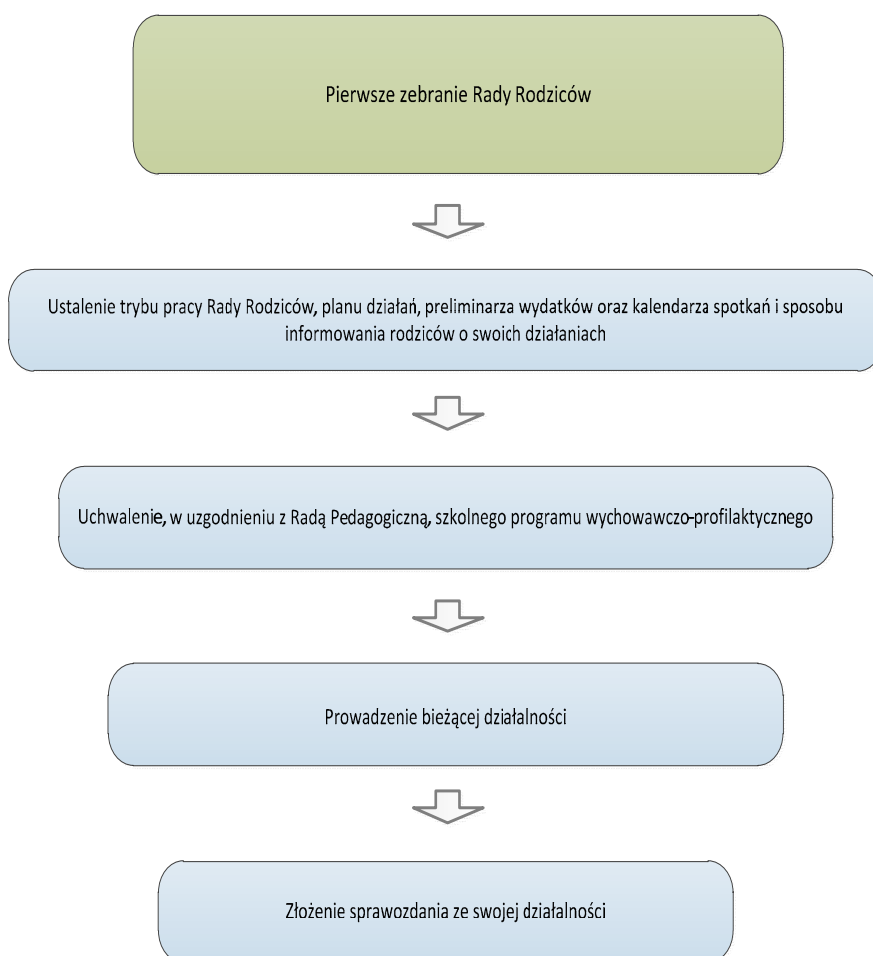 Pierwsze zebranie Rady Rodziców
Ustalenie trybu pracy Rady Rodziców, planu działań, preliminarza wydatków oraz kalendarza spotkań i sposobu
informowania rodziców o swoich działaniach
Uchwalenie, w uzgodnieniu z Radą Pedagogiczną, szkolnego programu wychowawczo-profilaktycznego
Prowadzenie bieżącej działalności
Złożenie sprawozdania ze swojej działalności